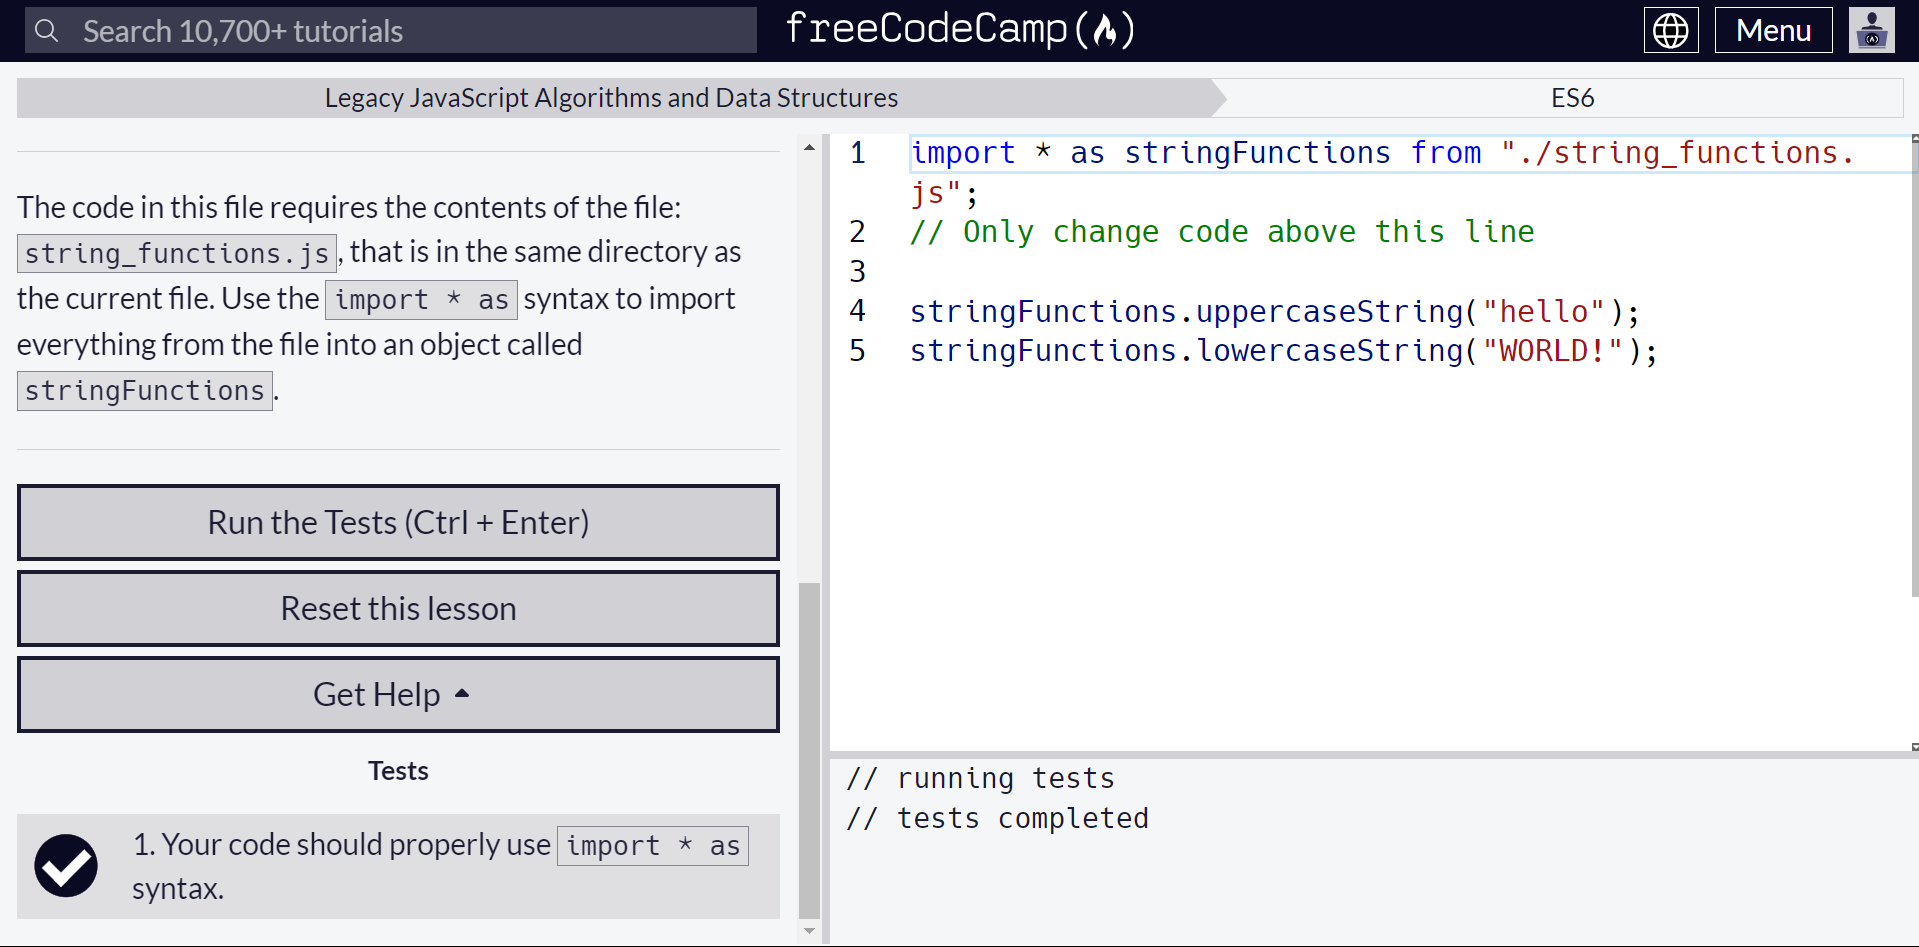 Search 10,700+ tutorials
freeCodeCamp
Menu
Legacy JavaScript Algorithms and Data Structures
ES6
The code in this file requires the contents of the file:
string_functions.js, that is in the same directory as
the current file. Use the import * as syntax to import
everything from the file into an object called
stringFunctions.
Run the Tests (Ctrl + Enter)
Reset this lesson
Get Help
Tests
1. Your code should properly use import * as
syntax.
1 import * as stringFunctions from "./string_functions.
js";
2 // Only change code above this line
3
4 stringFunctions.uppercaseString("hello");
5 stringFunctions.lowercaseString("WORLD!");
// running tests
// tests completed